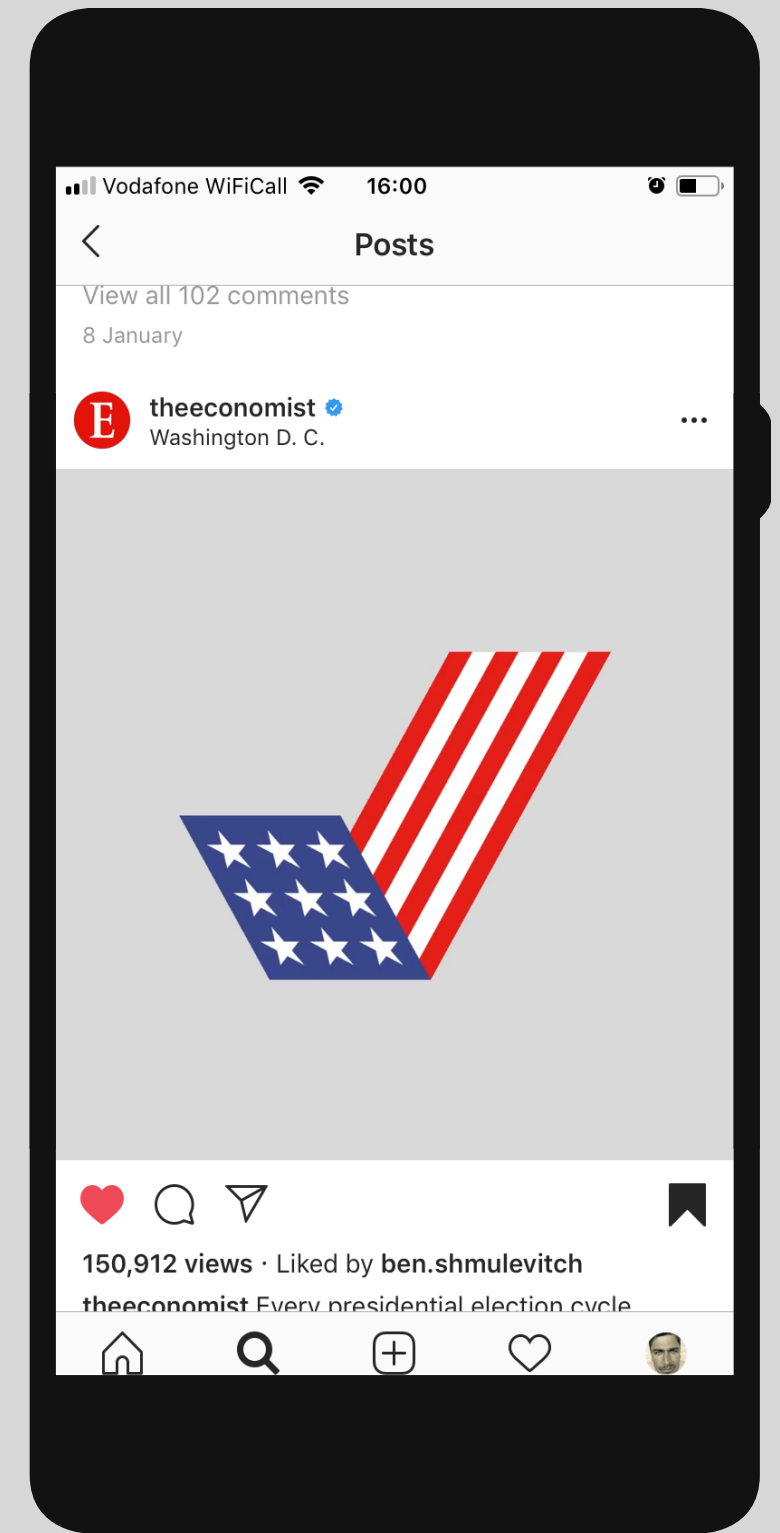 Vodafone WiFiCall 16:00
Posts
View all 102 comments
8 January
E
theeconomist
Washington D. C.
150,912 views · Liked by ben.shmulevitch
theeconomist Every presidential election cycle